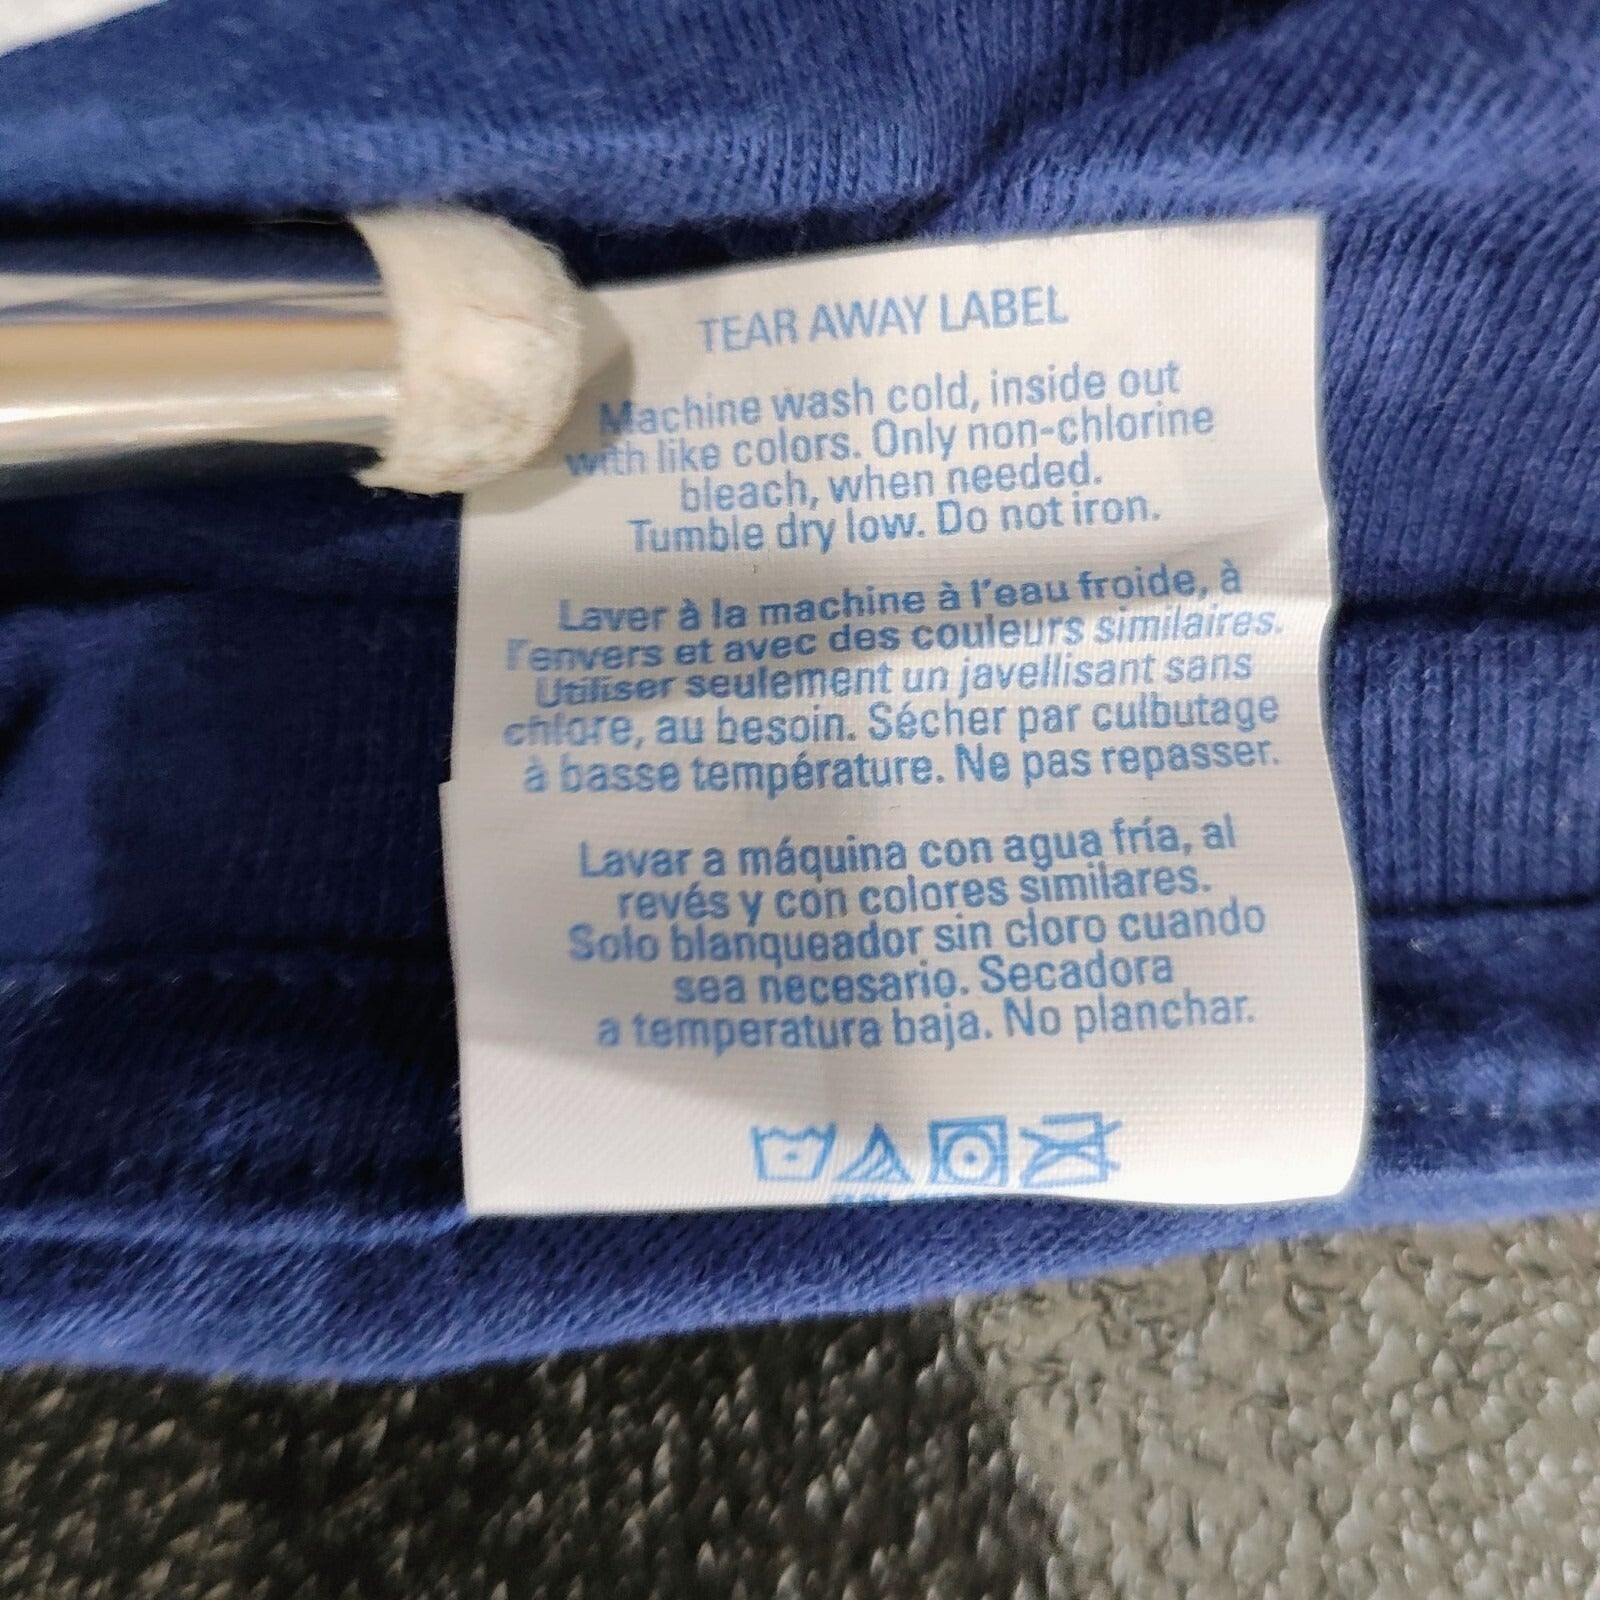 TEAR AWAY LABEL
Machine wash cold, inside out
with like colors. Only non-chlorine
bleach, when needed.
Tumble dry low. Do not iron.
Laver à la machine à l'eau froide, à
l'envers et avec des couleurs similaires.
Utiliser seulement un javellisant sans
chlore, au besoin. Sécher par culbutage
à basse température. Ne pas repasser.
Lavar a máquina con agua fría, al
revés y con colores similares.
Solo blanqueador sin cloro cuando
sea necesario. Secadora
a temperatura baja. No planchar.